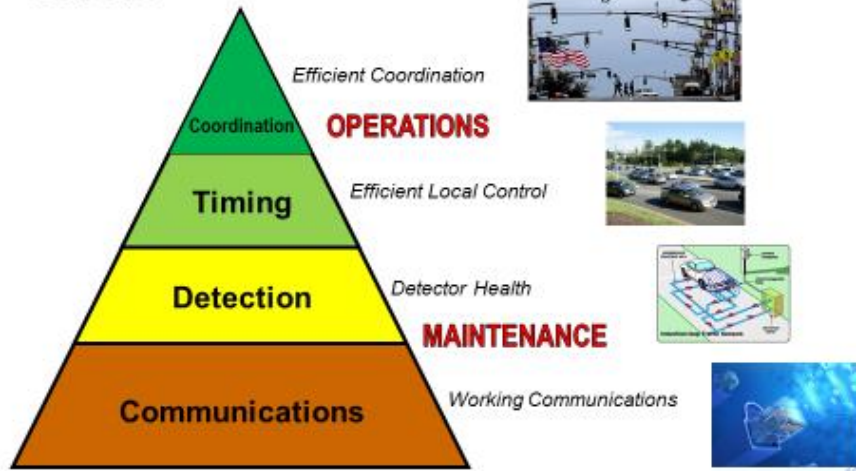 Efficient Coordination
Coordination
OPERATIONS
Timing
Efficient Local Control
Detection
Detector Health
MAINTENANCE
Communications
Working Communications